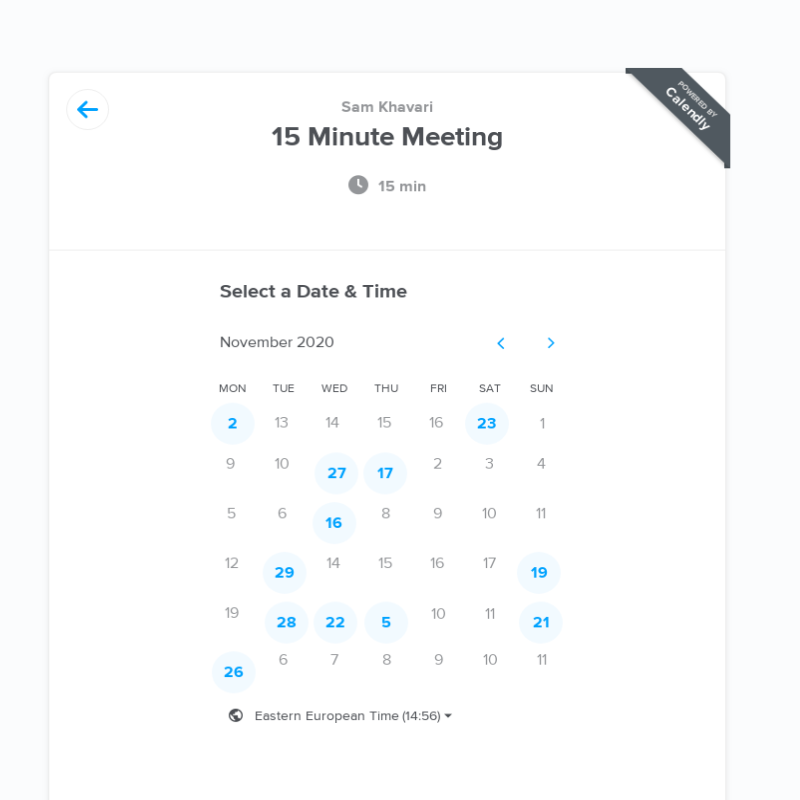 POWERED BY
Calendly
Sam Khavari
15 Minute Meeting
15 min
Select a Date & Time
November 2020
MON TUE WED THU FRI SAT SUN
2 13 14 15 16 23 1
9 10 27 17 2 3 4
5 6 16 8 9 10 11
12 29 14 15 16 17 19
19 28 22 5 10 11 21
26 6 7 8 9 10 11
Eastern European Time (14:56)